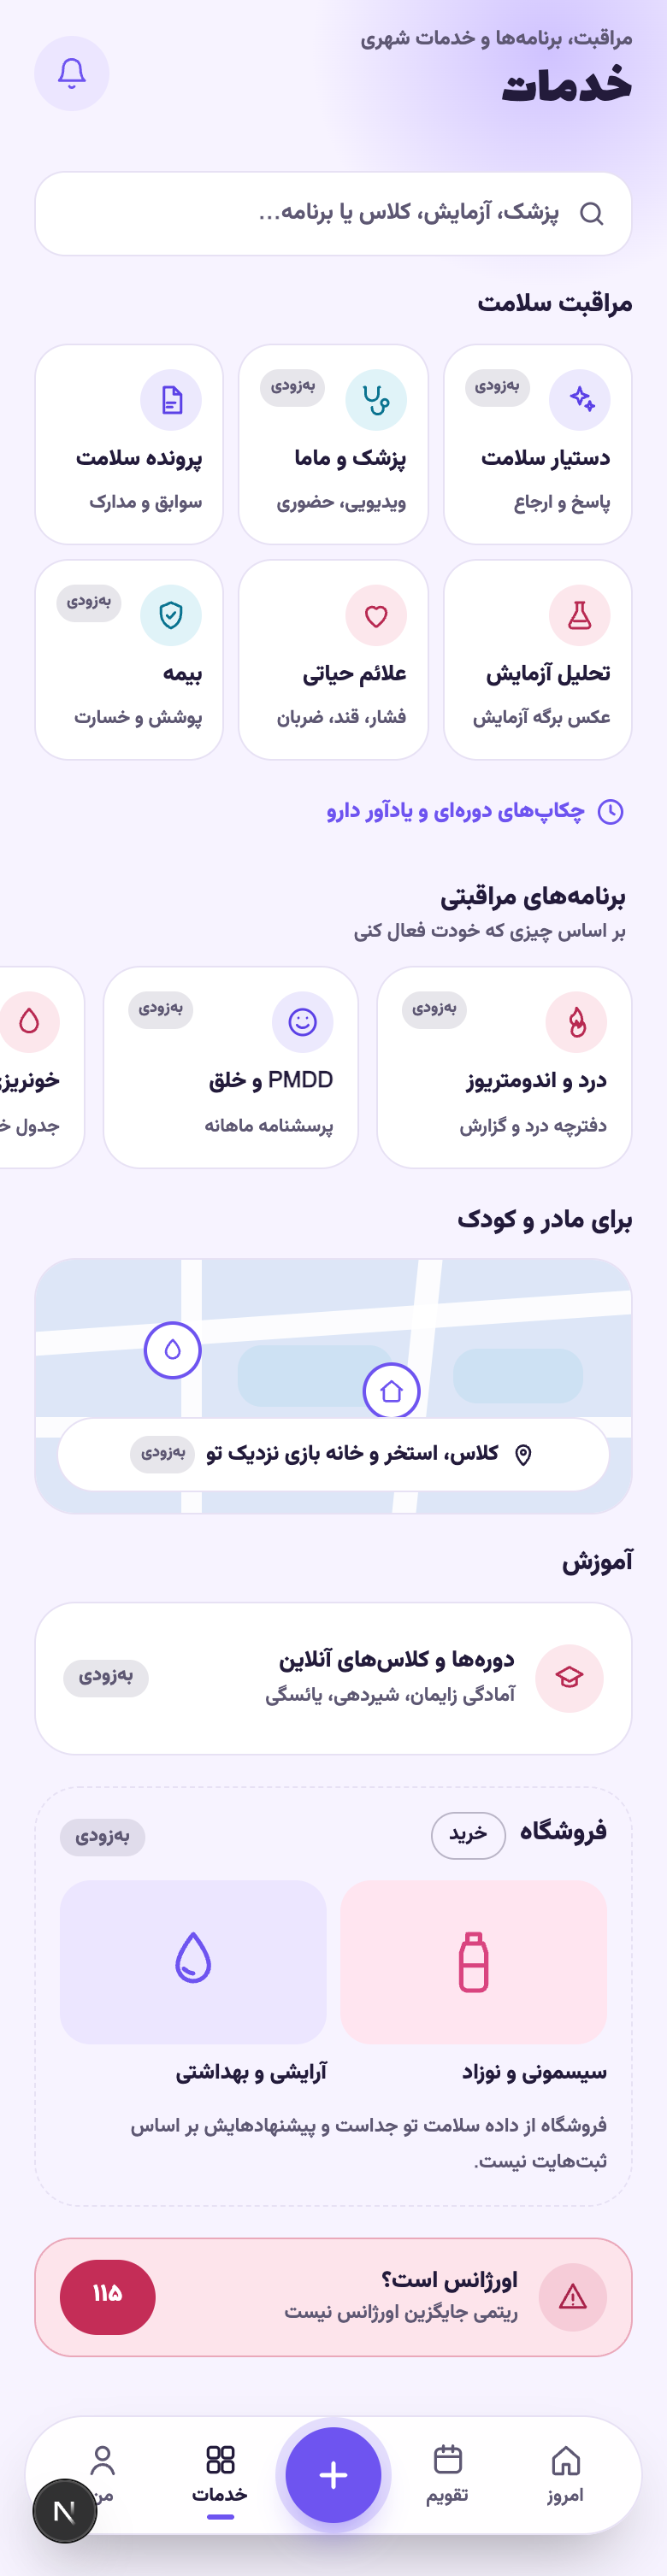 مراقبت، برنامه‌ها و خدمات شهری
خدمات
پزشک، آزمایش، کلاس یا برنامه...
مراقبت سلامت
به‌زودی
دستیار سلامت
پاسخ و ارجاع
به‌زودی
پزشک و ماما
ویدیویی، حضوری
پرونده سلامت
سوابق و مدارک
تحلیل آزمایش
عکس برگه آزمایش
علائم حیاتی
فشار، قند، ضربان
به‌زودی
بیمه
پوشش و خسارت
چکاپ‌های دوره‌ای و یادآور دارو
برنامه‌های مراقبتی
بر اساس چیزی که خودت فعال کنی
به‌زودی
درد و اندومتریوز
دفترچه درد و گزارش
به‌زودی
PMDD و خلق
پرسشنامه ماهانه
خونریزی
جدول
برای مادر و کودک
کلاس، استخر و خانه بازی نزدیک تو به‌زودی
آموزش
دوره‌ها و کلاس‌های آنلاین
آمادگی زایمان، شیردهی، یائسگی
به‌زودی
فروشگاه خرید به‌زودی
سیسمونی و نوزاد
آرایشی و بهداشتی
فروشگاه از داده سلامت تو جداست و پیشنهادهایش بر اساس
ثبت‌هایت نیست.
اورژانس است؟
ریتمی جایگزین اورژانس نیست
۱۱۵
امروز
تقویم
خدمات
من
N